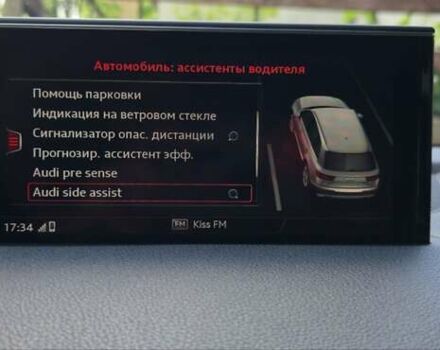 Автомобиль: ассистенты водителя
Помощь парковки
Индикация на ветровом стекле
Сигнализатор опас. дистанции
Прогнозир. ассистент эфф.
Audi pre sense
Audi side assist
17:34
FM Kiss FM